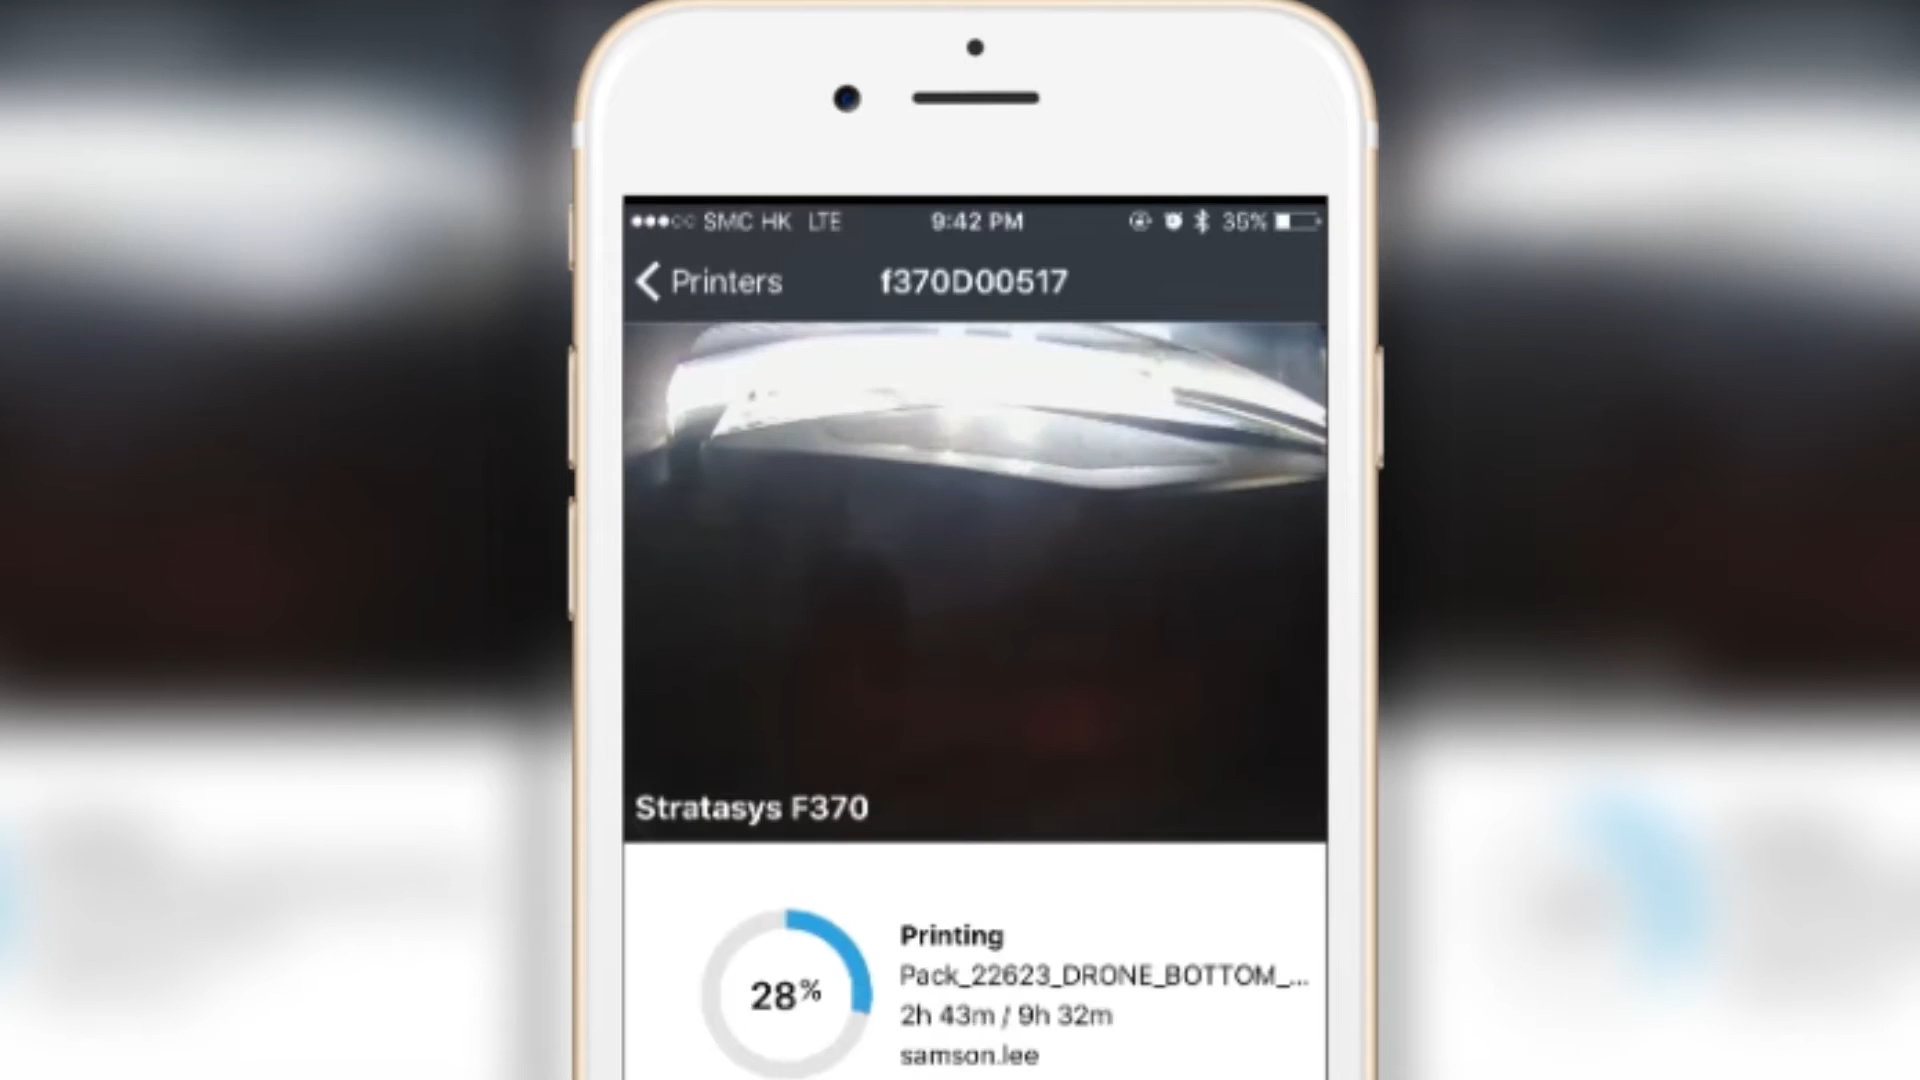 SMC HK LTE 9:42 PM 35%
Printers f370D00517
Stratasys F370
28%
Printing
Pack_22623_DRONE_BOTTOM_...
2h 43m / 9h 32m
samson.lee